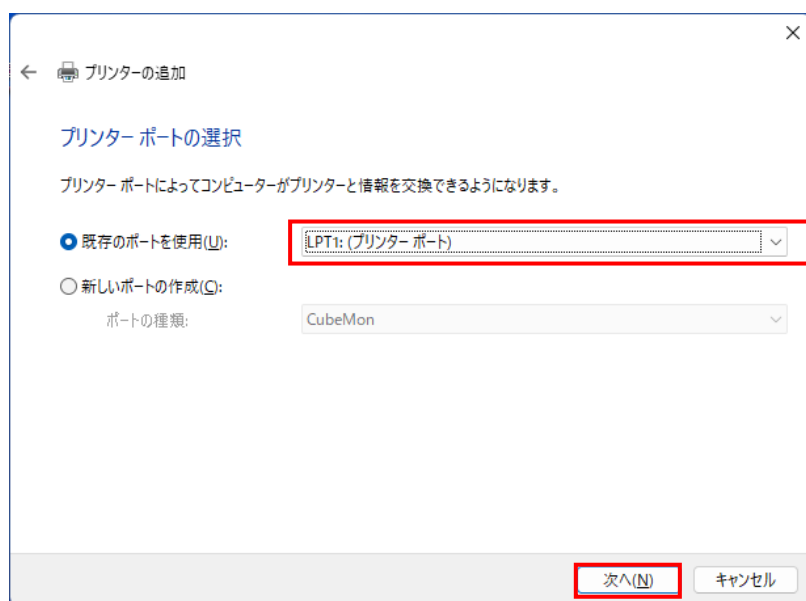 プリンターの追加
プリンター ポートの選択
プリンター ポートによってコンピューターがプリンターと情報を交換できるようになります。
既存のポートを使用(U): LPT1: (プリンター ポート)
新しいポートの作成(C):
ポートの種類: CubeMon
次へ(N) キャンセル